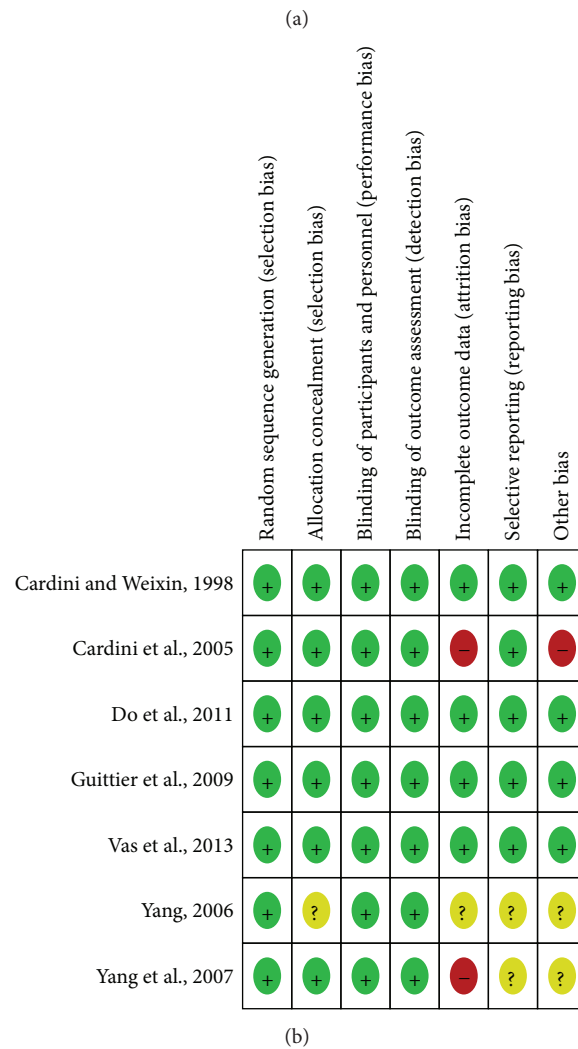 (a)
Random sequence generation (selection bias)
Allocation concealment (selection bias)
Blinding of participants and personnel (performance bias)
Blinding of outcome assessment (detection bias)
Incomplete outcome data (attrition bias)
Selective reporting (reporting bias)
Other bias
Cardini and Weixin, 1998 + + + + + + +
Cardini et al., 2005 + + + + − + −
Do et al., 2011 + + + + + + +
Guittier et al., 2009 + + + + + + +
Vas et al., 2013 + + + + + + +
Yang, 2006 + ? + + ? ? ?
Yang et al., 2007 + + + + − ? ?
(b)